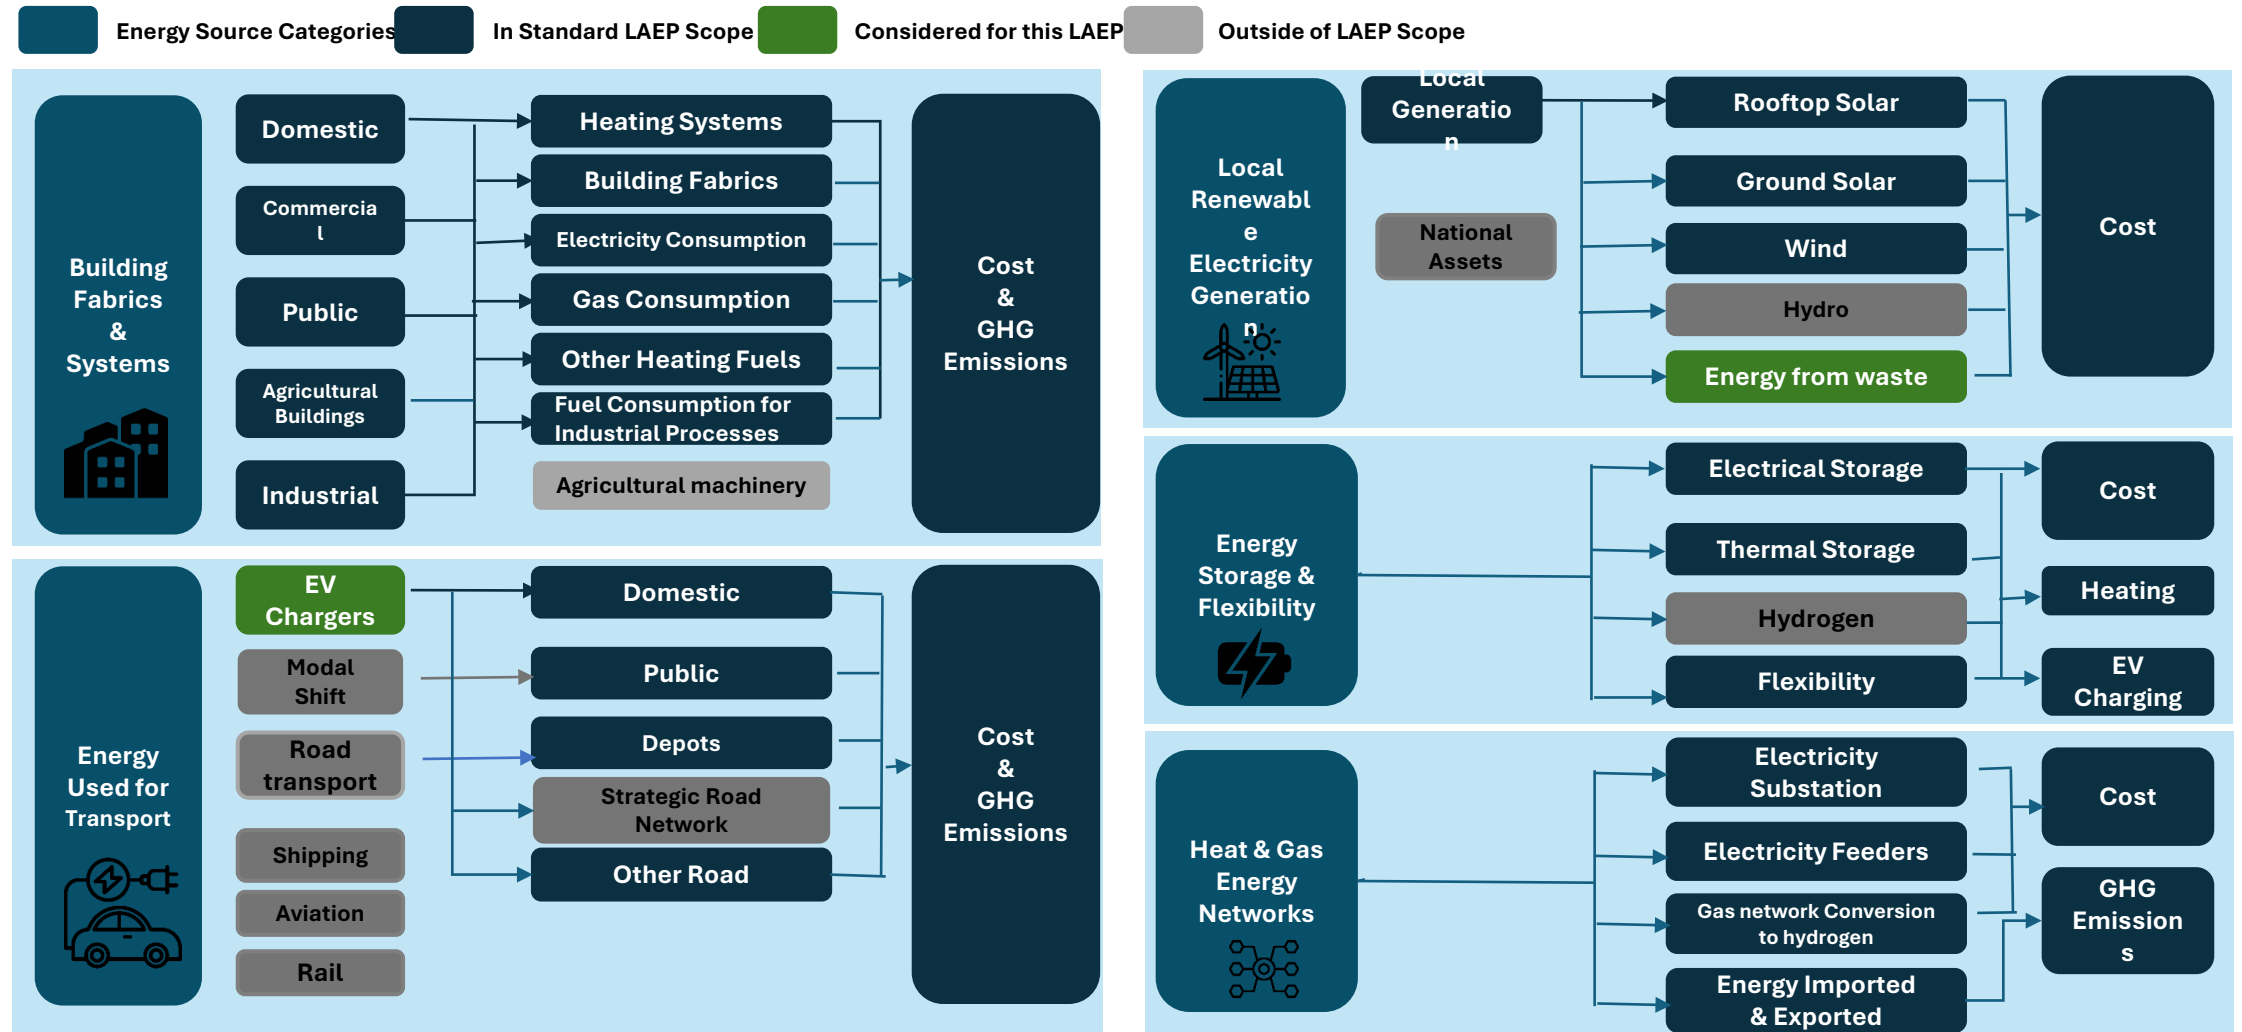 Energy Source Categories
In Standard LAEP Scope
Considered for this LAEP
Outside of LAEP Scope
Building
Fabrics
&
Systems
Domestic
Commercia
l
Public
Agricultural
Buildings
Industrial
Heating Systems
Building Fabrics
Electricity Consumption
Gas Consumption
Other Heating Fuels
Fuel Consumption for
Industrial Processes
Agricultural machinery
Cost
&
GHG
Emissions
Energy
Used for
Transport
EV
Chargers
Modal
Shift
Road
transport
Shipping
Aviation
Rail
Domestic
Public
Depots
Strategic Road
Network
Other Road
Cost
&
GHG
Emissions
Local
Renewabl
e
Electricity
Generatio
n
Local
Generatio
n
National
Assets
Rooftop Solar
Ground Solar
Wind
Hydro
Energy from waste
Cost
Energy
Storage &
Flexibility
Electrical Storage
Thermal Storage
Hydrogen
Flexibility
Cost
Heating
EV
Charging
Heat & Gas
Energy
Networks
Electricity
Substation
Electricity Feeders
Gas network Conversion
to hydrogen
Energy Imported
& Exported
Cost
GHG
Emission
s